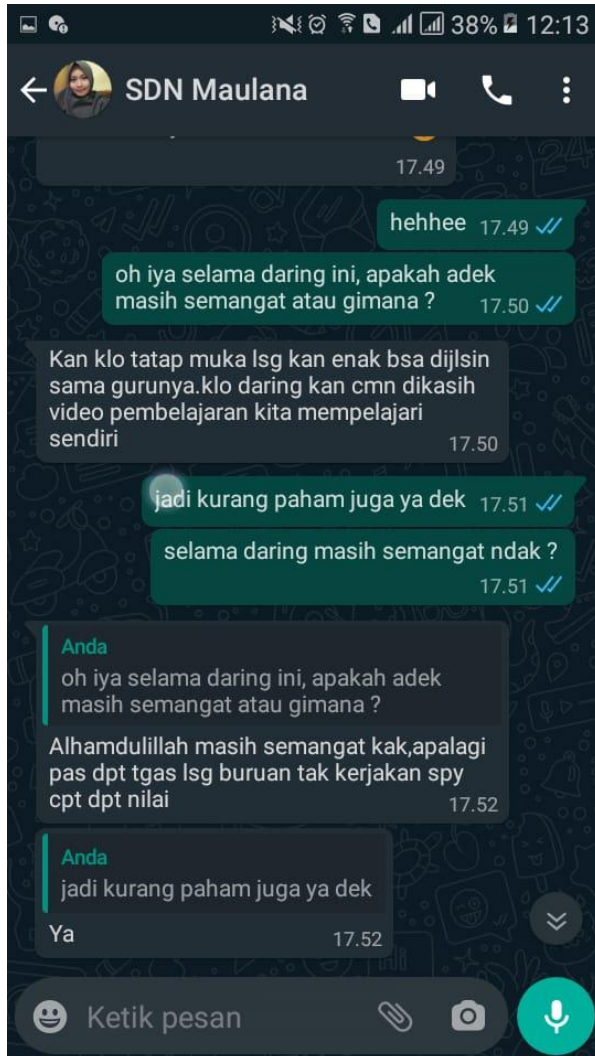 38% 12:13
SDN Maulana
17.49
hehhee 17.49
oh iya selama daring ini, apakah adek
masih semangat atau gimana ? 17.50
Kan klo tatap muka lsg kan enak bsa dijlsin
sama gurunya.klo daring kan cmn dikasih
video pembelajaran kita mempelajari
sendiri 17.50
jadi kurang paham juga ya dek 17.51
selama daring masih semangat ndak ?
17.51
Anda
oh iya selama daring ini, apakah adek
masih semangat atau gimana ?
Alhamdulillah masih semangat kak,apalagi
pas dpt tgas lsg buruan tak kerjakan spy
cpt dpt nilai 17.52
Anda
jadi kurang paham juga ya dek
Ya 17.52
Ketik pesan